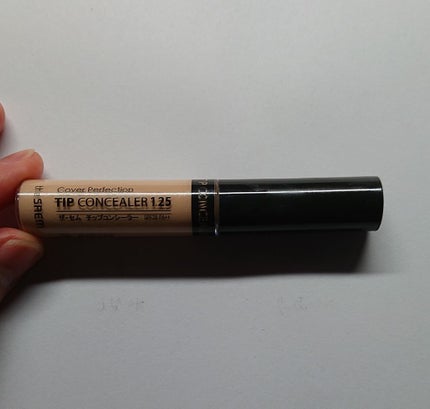 the SAEM
Cover Perfection
TIP CONCEALER 1.25
ザ・セム チップコンシーラー